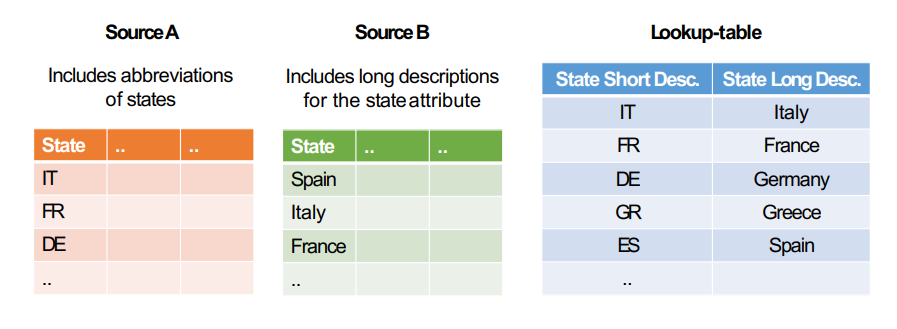 Source A
Includes abbreviations
of states
State .. ..
IT
FR
DE
..
Source B
Includes long descriptions
for the state attribute
State .. ..
Spain
Italy
France
..
Lookup-table
State Short Desc. State Long Desc.
IT Italy
FR France
DE Germany
GR Greece
ES Spain
..